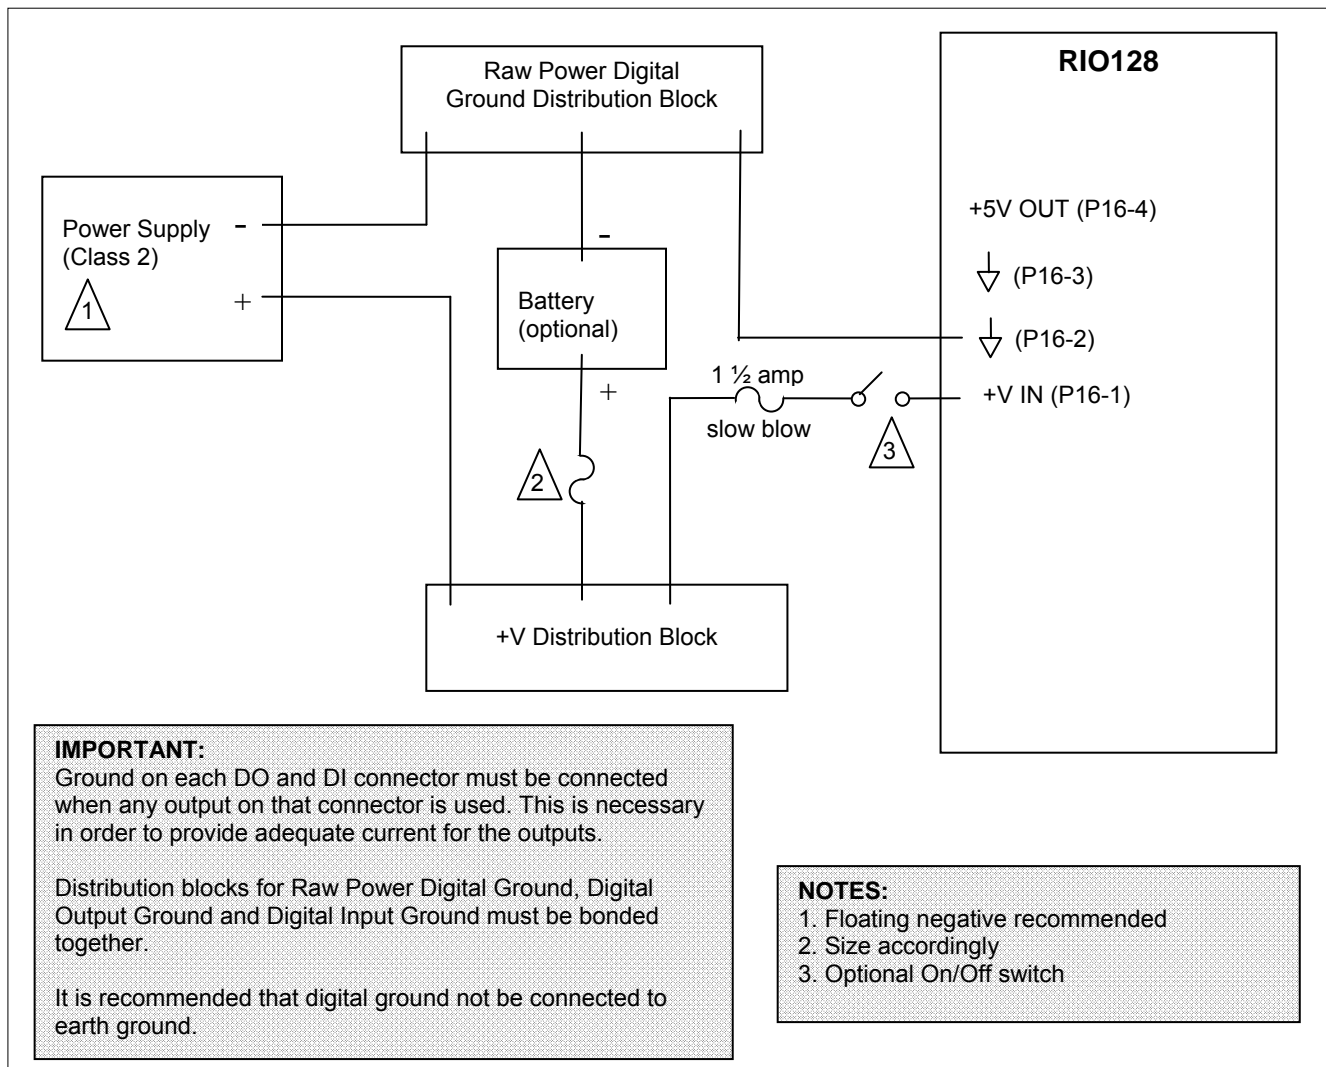 Raw Power Digital
Ground Distribution Block
RIO128
Power Supply
(Class 2)
-
+
1
-
Battery
(optional)
+
2
+5V OUT (P16-4)
(P16-3)
(P16-2)
+V IN (P16-1)
1 ½ amp
slow blow
3
+V Distribution Block
IMPORTANT:
Ground on each DO and DI connector must be connected
when any output on that connector is used. This is necessary
in order to provide adequate current for the outputs.
Distribution blocks for Raw Power Digital Ground, Digital
Output Ground and Digital Input Ground must be bonded
together.
It is recommended that digital ground not be connected to
earth ground.
NOTES:
1. Floating negative recommended
2. Size accordingly
3. Optional On/Off switch